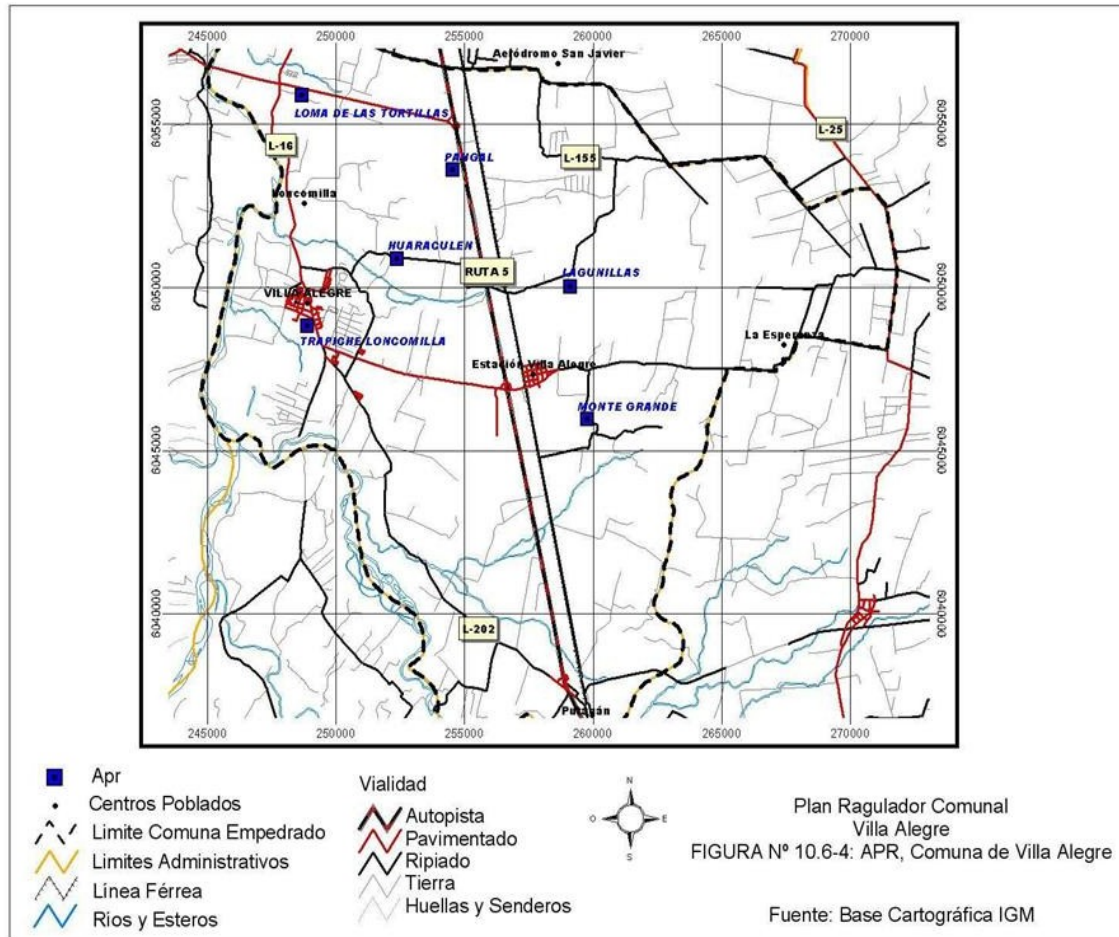 245000 250000 255000 260000 265000 270000
Aeródromo San Javier
LOMA DE LAS TORTILLAS
6055000
6055000
L-25
L-16
PANGAL
L-155
Loncomilla
HUARACULEN
RUTA 5
LAGUNILLAS
6050000
6050000
VILLA ALEGRE
TRAPICHE LONCOMILLA
La Esperanza
Estación Villa Alegre
MONTE GRANDE
6045000
6045000
6040000
6040000
L-202
Putagán
245000 250000 255000 260000 265000 270000
Apr
Centros Poblados
Limite Comuna Empedrado
Limites Administrativos
Línea Férrea
Rios y Esteros
Vialidad
Autopista
Pavimentado
Ripiado
Tierra
Huellas y Senderos
N
O E
S
Plan Ragulador Comunal
Villa Alegre
FIGURA Nº 10.6-4: APR, Comuna de Villa Alegre
Fuente: Base Cartográfica IGM